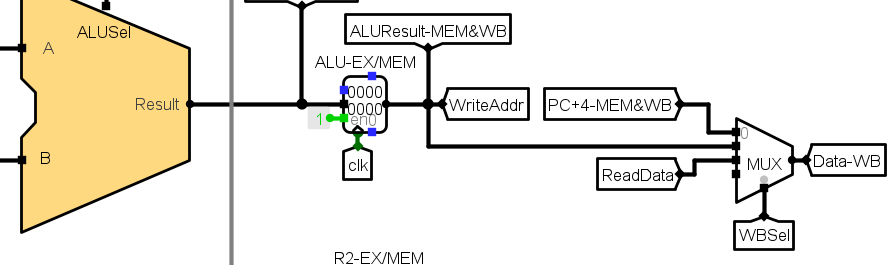 ALUSel
A
ALUResult-MEM&WB
ALU-EX/MEM
Result
0000
0000
1
en0
WriteAddr
PC+4-MEM&WB
0
clk
B
ReadData
MUX
Data-WB
WBSel
R2-EX/MEM